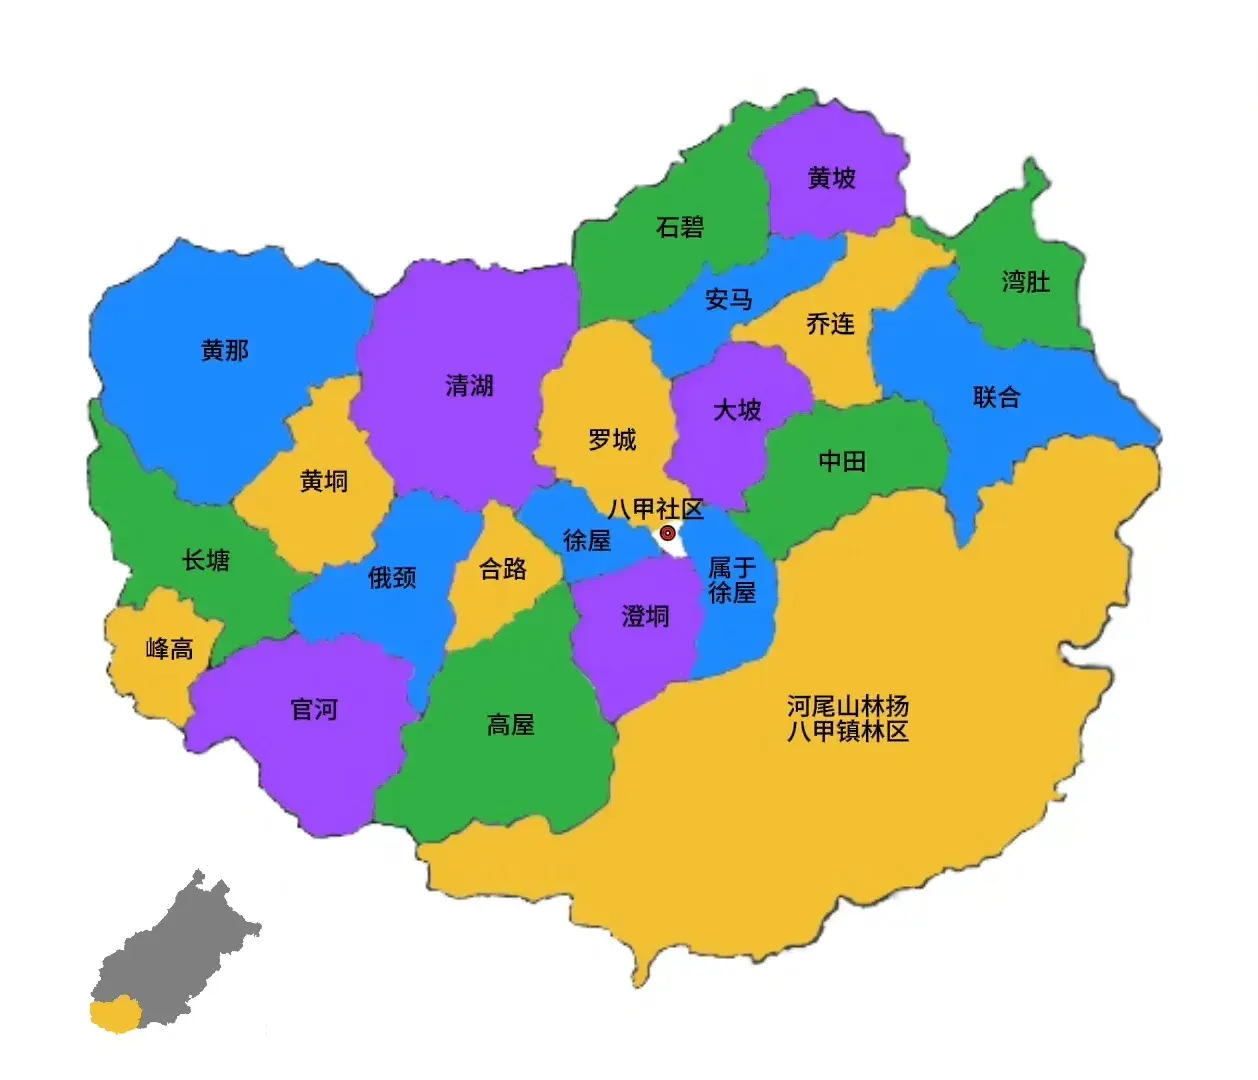 黄坡
石碧
湾肚
安马
乔连
黄那
清湖
联合
大坡
罗城
中田
黄垌
八甲社区
徐屋
长塘
合路
俄颈
属于
徐屋
澄垌
峰高
官河
高屋
河尾山林扬
八甲镇林区